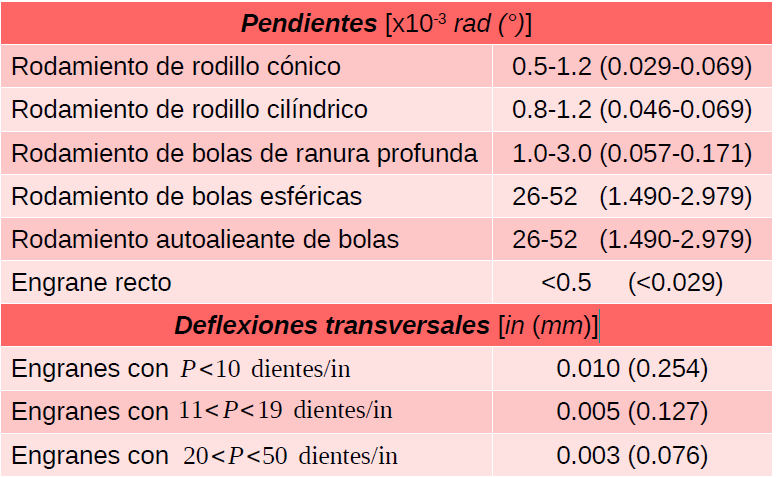 Pendientes [x10⁻³ rad (°)]
Rodamiento de rodillo cónico 0.5-1.2 (0.029-0.069)
Rodamiento de rodillo cilíndrico 0.8-1.2 (0.046-0.069)
Rodamiento de bolas de ranura profunda 1.0-3.0 (0.057-0.171)
Rodamiento de bolas esféricas 26-52 (1.490-2.979)
Rodamiento autoalieante de bolas 26-52 (1.490-2.979)
Engrane recto <0.5 (<0.029)
Deflexiones transversales [in (mm)]
Engranes con P<10 dientes/in 0.010 (0.254)
Engranes con 11<P<19 dientes/in 0.005 (0.127)
Engranes con 20<P<50 dientes/in 0.003 (0.076)